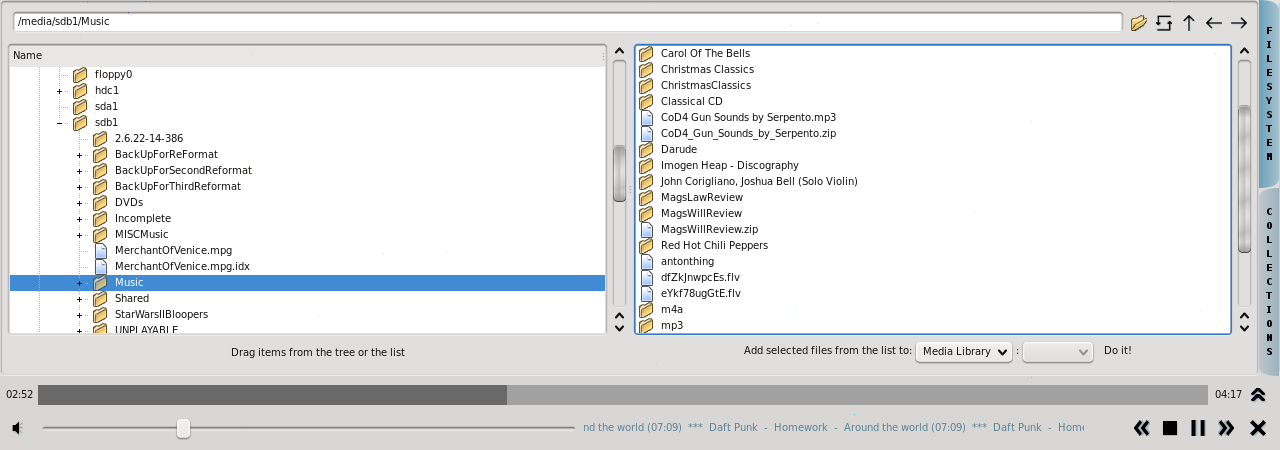 /media/sdb1/Music
Name
floppy0
hdc1
sda1
sdb1
2.6.22-14-386
BackUpForReFormat
BackUpForSecondReformat
BackUpForThirdReformat
DVDs
Incomplete
MISCMusic
MerchantOfVenice.mpg
MerchantOfVenice.mpg.idx
Music
Shared
StarWarsIIBloopers
UNPLAYABLE
Drag items from the tree or the list
Carol Of The Bells
Christmas Classics
ChristmasClassics
Classical CD
CoD4 Gun Sounds by Serpento.mp3
CoD4_Gun_Sounds_by_Serpento.zip
Darude
Imogen Heap - Discography
John Corigliano, Joshua Bell (Solo Violin)
MagsLawReview
MagsWillReview
MagsWillReview.zip
Red Hot Chili Peppers
antonthing
dfZkJnwpcEs.flv
eYkf78ugGtE.flv
m4a
mp3
Add selected files from the list to: Media Library : Do it!
FILESYSTEM
COLLECTIONS
02:52
04:17
nd the world (07:09) *** Daft Punk - Homework - Around the world (07:09) *** Daft Punk - Home